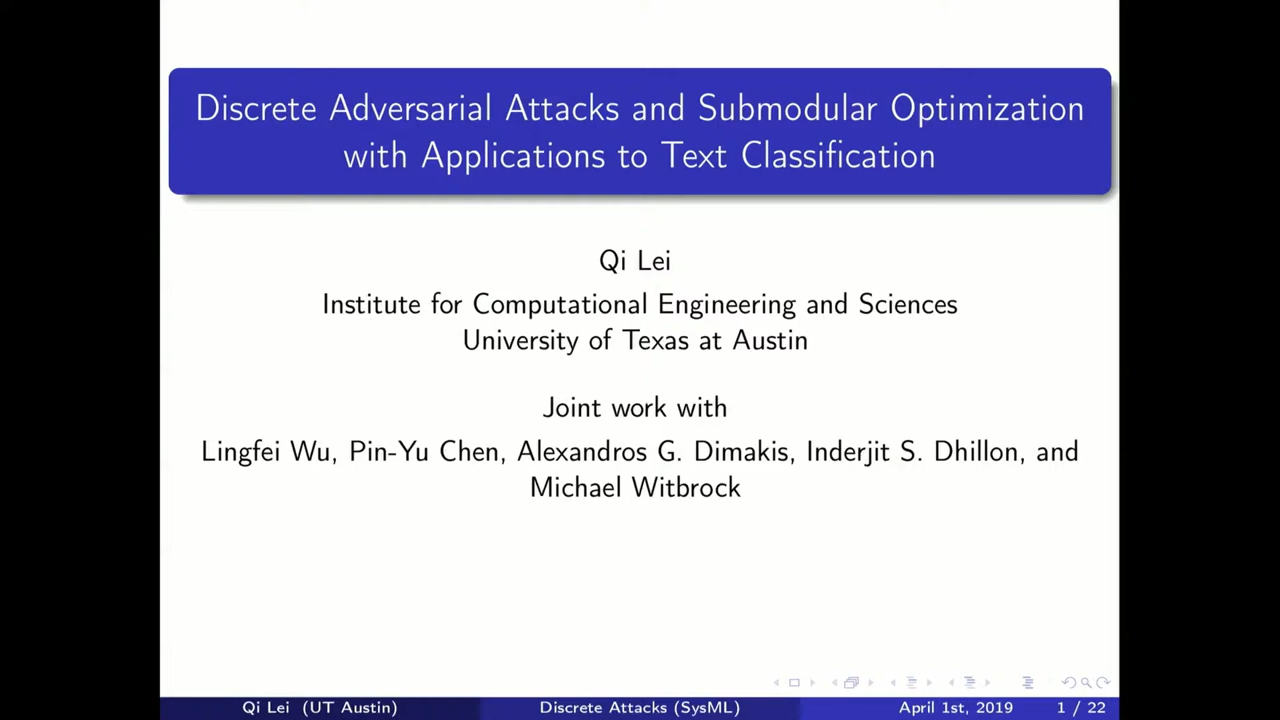 Discrete Adversarial Attacks and Submodular Optimization
with Applications to Text Classification
Qi Lei
Institute for Computational Engineering and Sciences
University of Texas at Austin
Joint work with
Lingfei Wu, Pin-Yu Chen, Alexandros G. Dimakis, Inderjit S. Dhillon, and
Michael Witbrock
Qi Lei (UT Austin) Discrete Attacks (SysML) April 1st, 2019 1 / 22